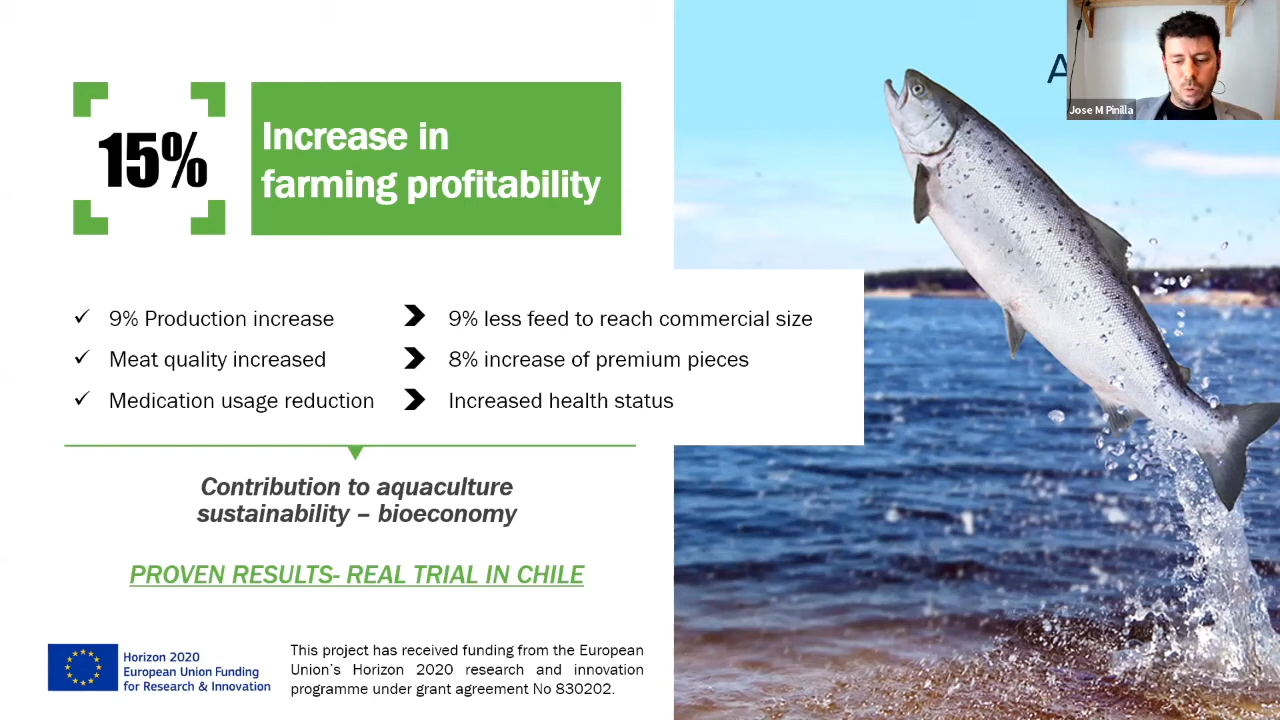 15%
Increase in
farming profitability
A
Jose M Pinilla
9% Production increase
9% less feed to reach commercial size
Meat quality increased
8% increase of premium pieces
Medication usage reduction
Increased health status
Contribution to aquaculture
sustainability – bioeconomy
PROVEN RESULTS- REAL TRIAL IN CHILE
Horizon 2020
European Union Funding
for Research & Innovation
This project has received funding from the European
Union's Horizon 2020 research and innovation
programme under grant agreement No 830202.